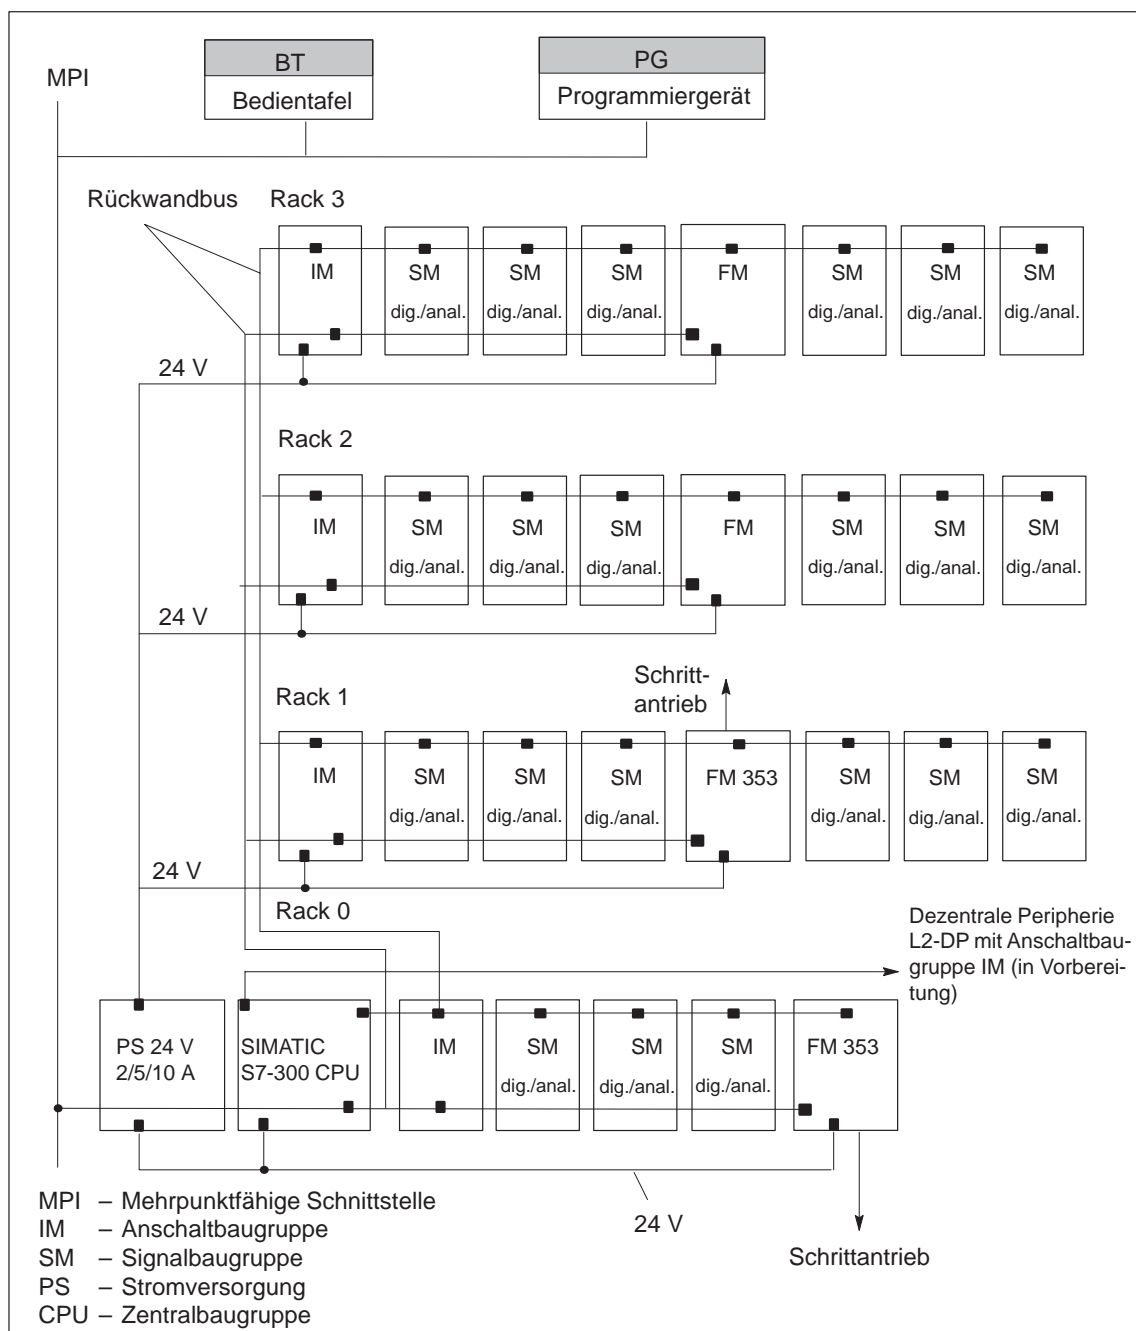 BT
PG
MPI
Bedientafel
Programmiergerät
Rückwandbus
Rack 3
IM
SM
SM
SM
FM
SM
SM
SM
dig./anal.
dig./anal.
dig./anal.
dig./anal.
dig./anal.
dig./anal.
24 V
Rack 2
IM
SM
SM
SM
FM
SM
SM
SM
dig./anal.
dig./anal.
dig./anal.
dig./anal.
dig./anal.
dig./anal.
24 V
Schritt-
antrieb
Rack 1
IM
SM
SM
SM
FM 353
SM
SM
SM
dig./anal.
dig./anal.
dig./anal.
dig./anal.
dig./anal.
dig./anal.
24 V
Rack 0
Dezentrale Peripherie
L2-DP mit Anschaltbau-
gruppe IM (in Vorberei-
tung)
PS 24 V
2/5/10 A
SIMATIC
S7-300 CPU
IM
SM
SM
SM
FM 353
dig./anal.
dig./anal.
dig./anal.
24 V
Schrittantrieb
MPI – Mehrpunktfähige Schnittstelle
IM – Anschaltbaugruppe
SM – Signalbaugruppe
PS – Stromversorgung
CPU – Zentralbaugruppe